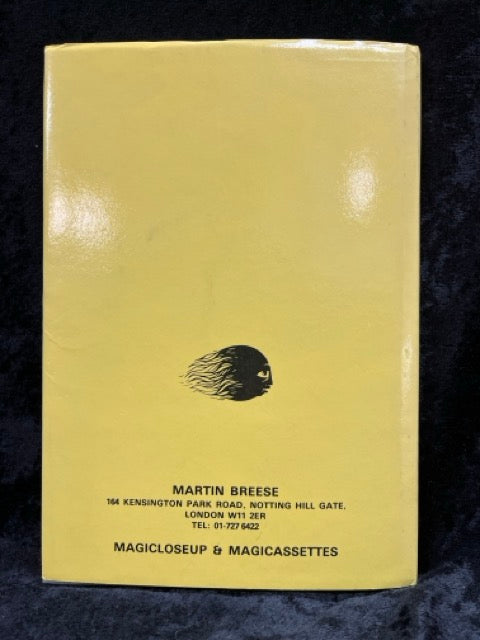 MARTIN BREESE
164 KENSINGTON PARK ROAD, NOTTING HILL GATE,
LONDON W11 2ER
TEL: 01-727 6422
MAGICLOSEUP & MAGICASSETTES